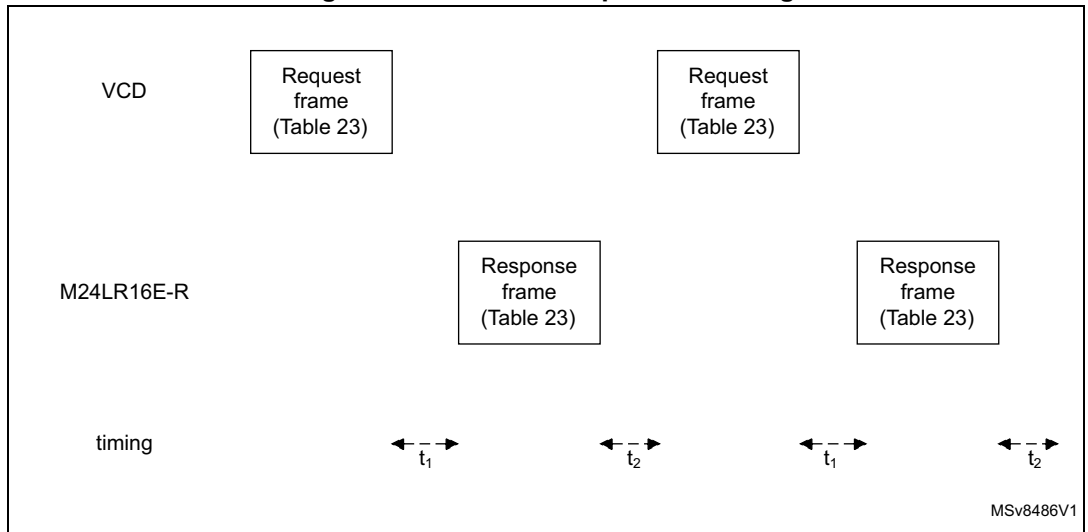 VCD
Request
frame
(Table 23)
Request
frame
(Table 23)
M24LR16E-R
Response
frame
(Table 23)
Response
frame
(Table 23)
timing
t1
t2
t1
t2
MSv8486V1